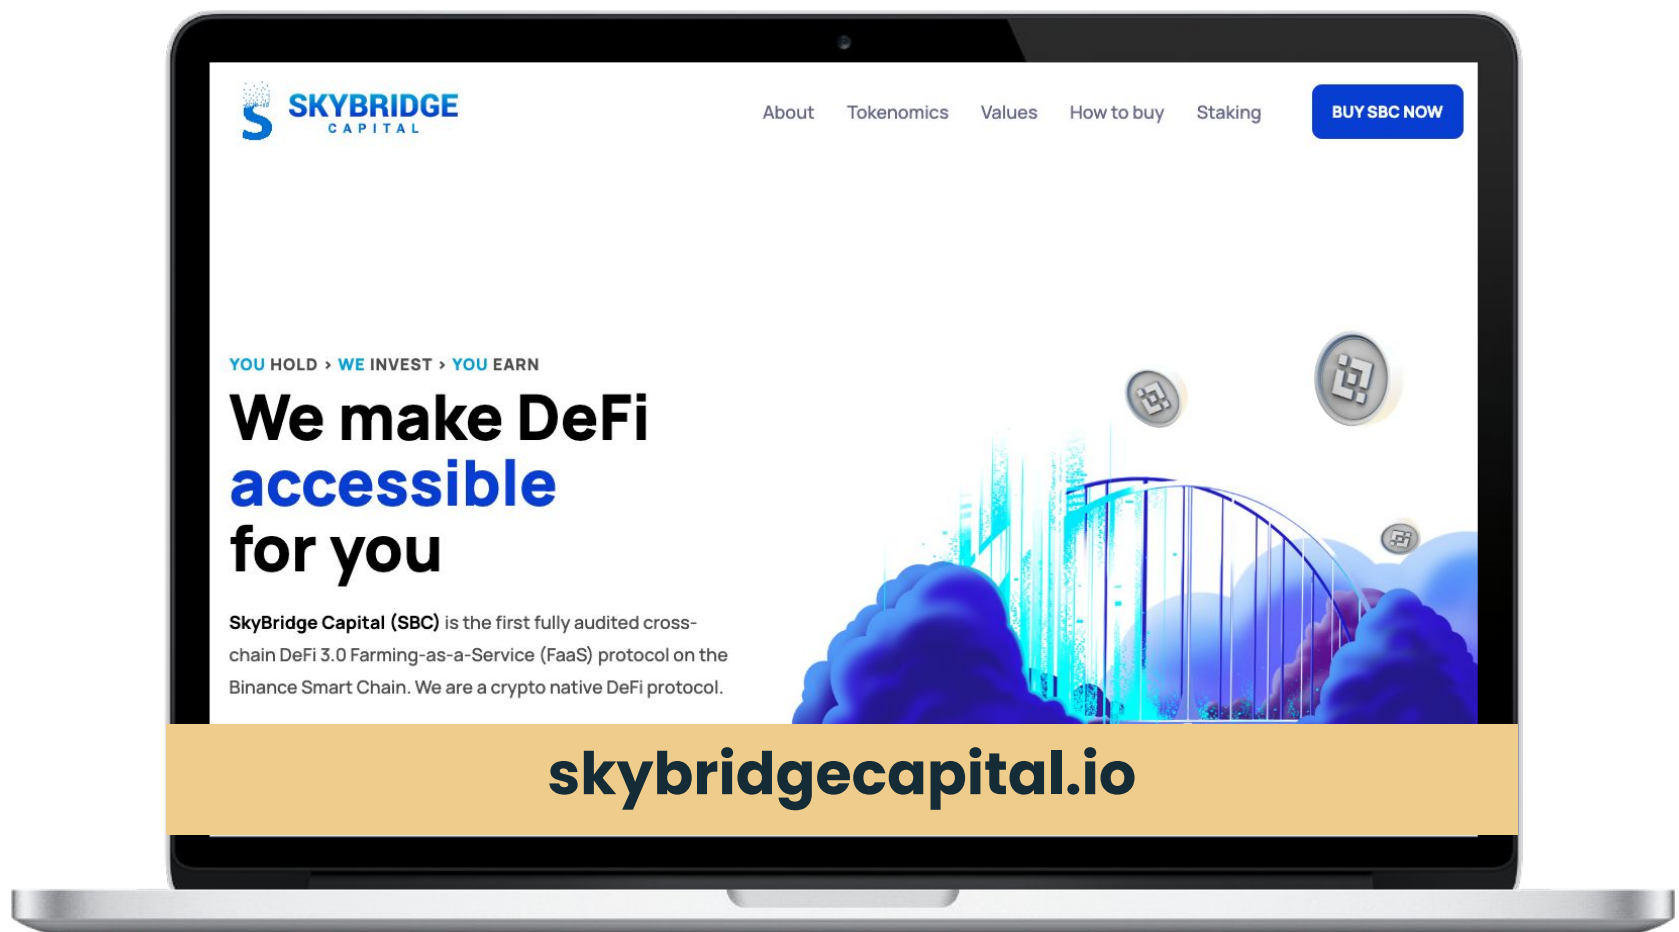 SKYBRIDGE
CAPITAL
About Tokenomics Values How to buy Staking BUY SBC NOW
YOU HOLD > WE INVEST > YOU EARN
We make DeFi
accessible
for you
SkyBridge Capital (SBC) is the first fully audited cross-
chain DeFi 3.0 Farming-as-a-Service (FaaS) protocol on the
Binance Smart Chain. We are a crypto native DeFi protocol.
skybridgecapital.io